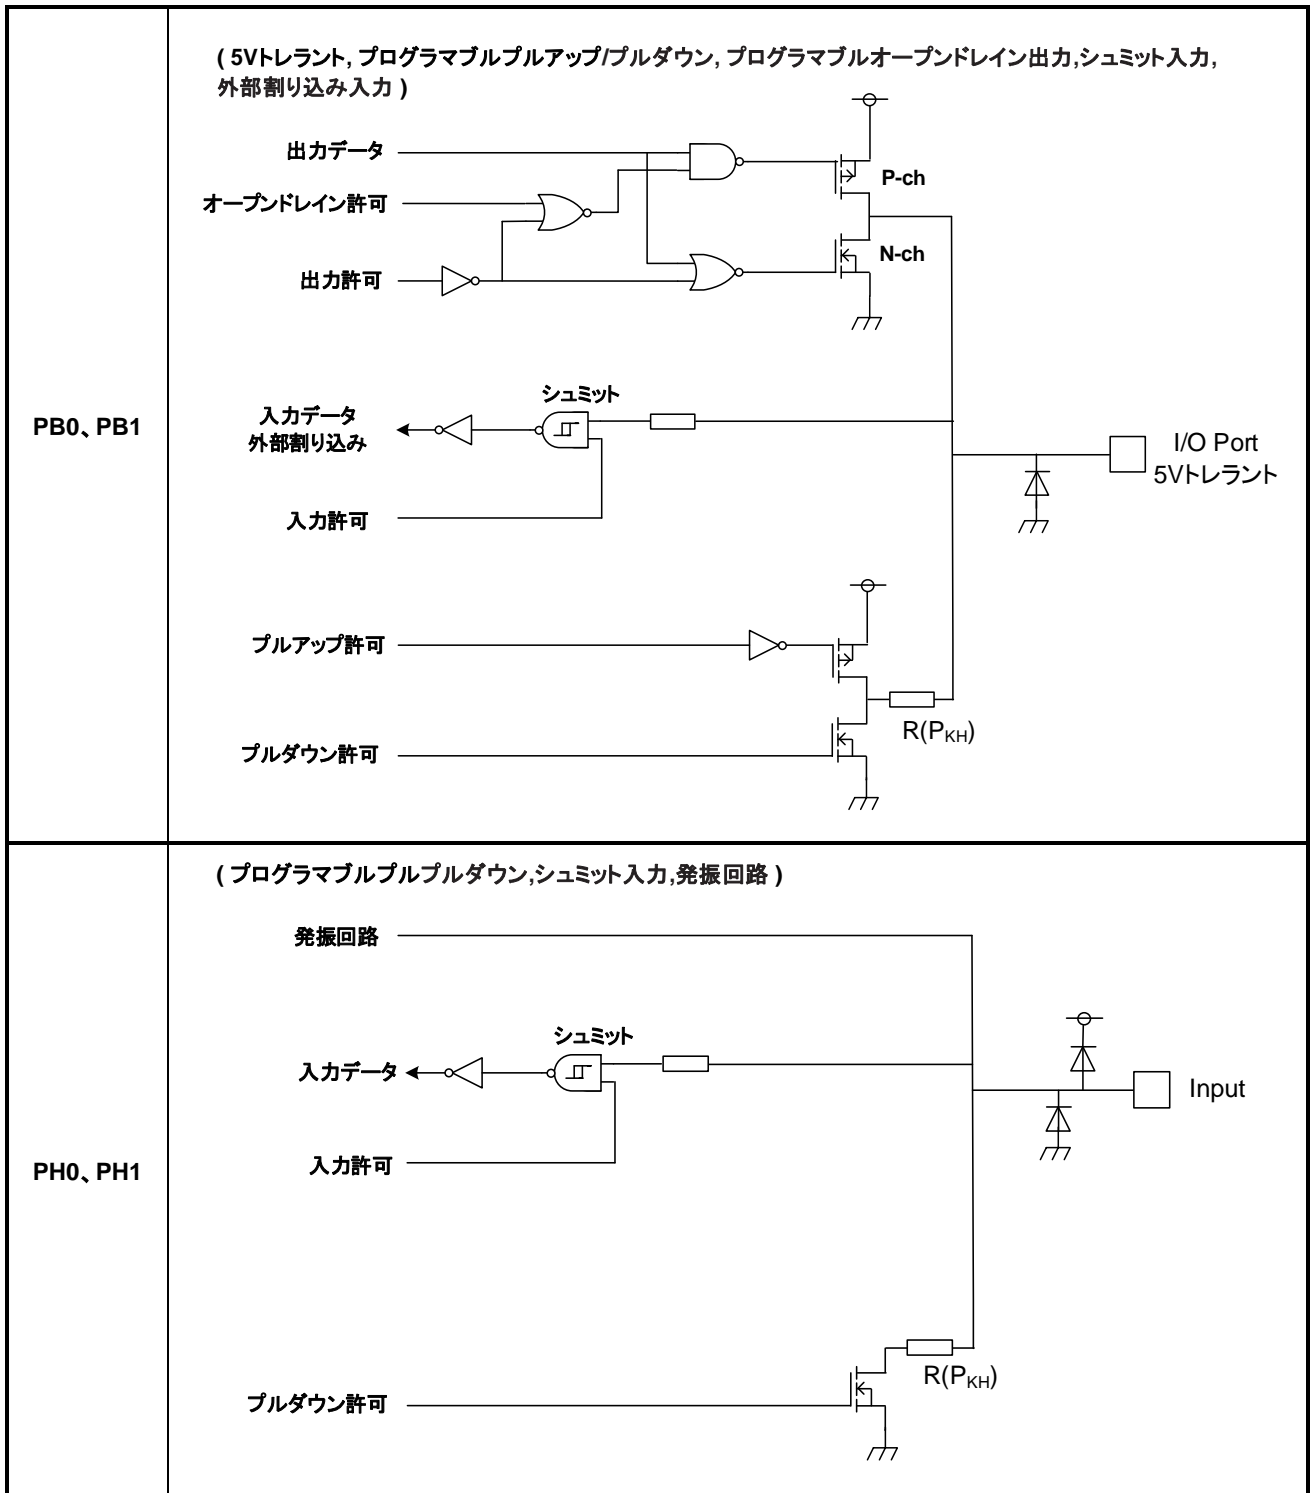 PB0、PB1
( 5Vトレラント, プログラマブルプルアップ/プルダウン, プログラマブルオープンドレイン出力,シュミット入力,
外部割り込み入力 )
出力データ
オープンドレイン許可
出力許可
P-ch
N-ch
シュミット
入力データ
外部割り込み
入力許可
I/O Port
5Vトレラント
プルアップ許可
プルダウン許可
R(PKH)
PH0、PH1
( プログラマブルプルプルダウン,シュミット入力,発振回路 )
発振回路
シュミット
入力データ
入力許可
Input
プルダウン許可
R(PKH)